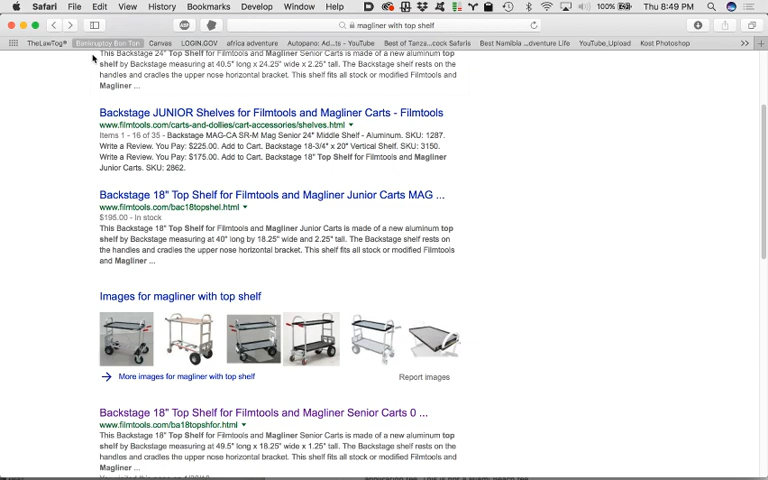 Safari File Edit View History Bookmarks Develop Window Help 100% Thu 8:49 PM
magliner with top shelf
TheLawTog® Bankruptcy Bon Ton Canvas LOGIN.GOV africa adventure Autopano: Ad...ts - YouTube Best of Tanza...ock Safaris Best Namibia ...dventure Life YouTube_Upload Kost Photoshop
This Backstage 24" Top Shelf for Filmtools and Magliner Senior Carts is made of a new aluminum top
shelf by Backstage measuring at 40.5" long x 24.25" wide x 2.25" tall. The Backstage shelf rests on the
handles and cradles the upper nose horizontal bracket. This shelf fits all stock or modified Filmtools and
Magliner ...
Backstage JUNIOR Shelves for Filmtools and Magliner Carts - Filmtools
www.filmtools.com/carts-and-dollies/cart-accessories/shelves.html
Items 1 - 16 of 35 - Backstage MAG-CA SR-M Mag Senior 24" Middle Shelf - Aluminum. SKU: 1287.
Write a Review. You Pay: $225.00. Add to Cart. Backstage 18-3/4" x 20" Vertical Shelf. SKU: 3150.
Write a Review. You Pay: $175.00. Add to Cart. Backstage 18" Top Shelf for Filmtools and Magliner
Junior Carts. SKU: 2862.
Backstage 18" Top Shelf for Filmtools and Magliner Junior Carts MAG ...
www.filmtools.com/bac18topshel.html
$195.00 - In stock
This Backstage 18" Top Shelf for Filmtools and Magliner Junior Carts is made of a new aluminum top
shelf by Backstage measuring at 40" long by 18.25" wide and 2.25" tall. The Backstage shelf rests on
the handles and cradles the upper nose horizontal bracket. This shelf fits all stock or modified Filmtools
and Magliner ...
Images for magliner with top shelf
More images for magliner with top shelf Report images
Backstage 18" Top Shelf for Filmtools and Magliner Senior Carts 0 ...
www.filmtools.com/ba18topshfor.html
This Backstage 18" Top Shelf for Filmtools and Magliner Senior Carts is made of a new aluminum top
shelf by Backstage measuring at 49.5" long x 18.25" wide x 1.25" tall. The Backstage shelf rests on the
handles and cradles the upper nose horizontal bracket. This shelf fits all stock or modified Filmtools and
Magliner ...